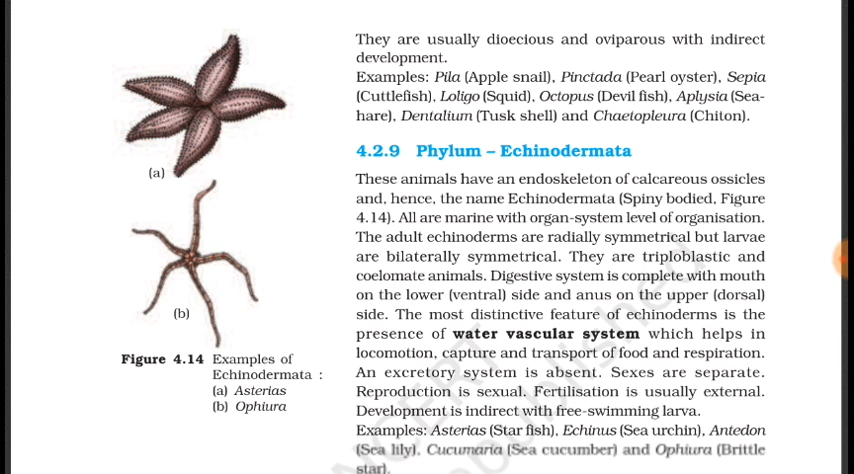 They are usually dioecious and oviparous with indirect
development.
Examples: Pila (Apple snail), Pinctada (Pearl oyster), Sepia
(Cuttlefish), Loligo (Squid), Octopus (Devil fish), Aplysia (Sea-
hare), Dentalium (Tusk shell) and Chaetopleura (Chiton).
4.2.9 Phylum – Echinodermata
These animals have an endoskeleton of calcareous ossicles
and, hence, the name Echinodermata (Spiny bodied, Figure
4.14). All are marine with organ-system level of organisation.
The adult echinoderms are radially symmetrical but larvae
are bilaterally symmetrical. They are triploblastic and
coelomate animals. Digestive system is complete with mouth
on the lower (ventral) side and anus on the upper (dorsal)
side. The most distinctive feature of echinoderms is the
presence of water vascular system which helps in
locomotion, capture and transport of food and respiration.
An excretory system is absent. Sexes are separate.
Reproduction is sexual. Fertilisation is usually external.
Development is indirect with free-swimming larva.
Examples: Asterias (Star fish), Echinus (Sea urchin), Antedon
(Sea lily), Cucumaria (Sea cucumber) and Ophiura (Brittle
star).
(a)
(b)
Figure 4.14 Examples of
Echinodermata :
(a) Asterias
(b) Ophiura